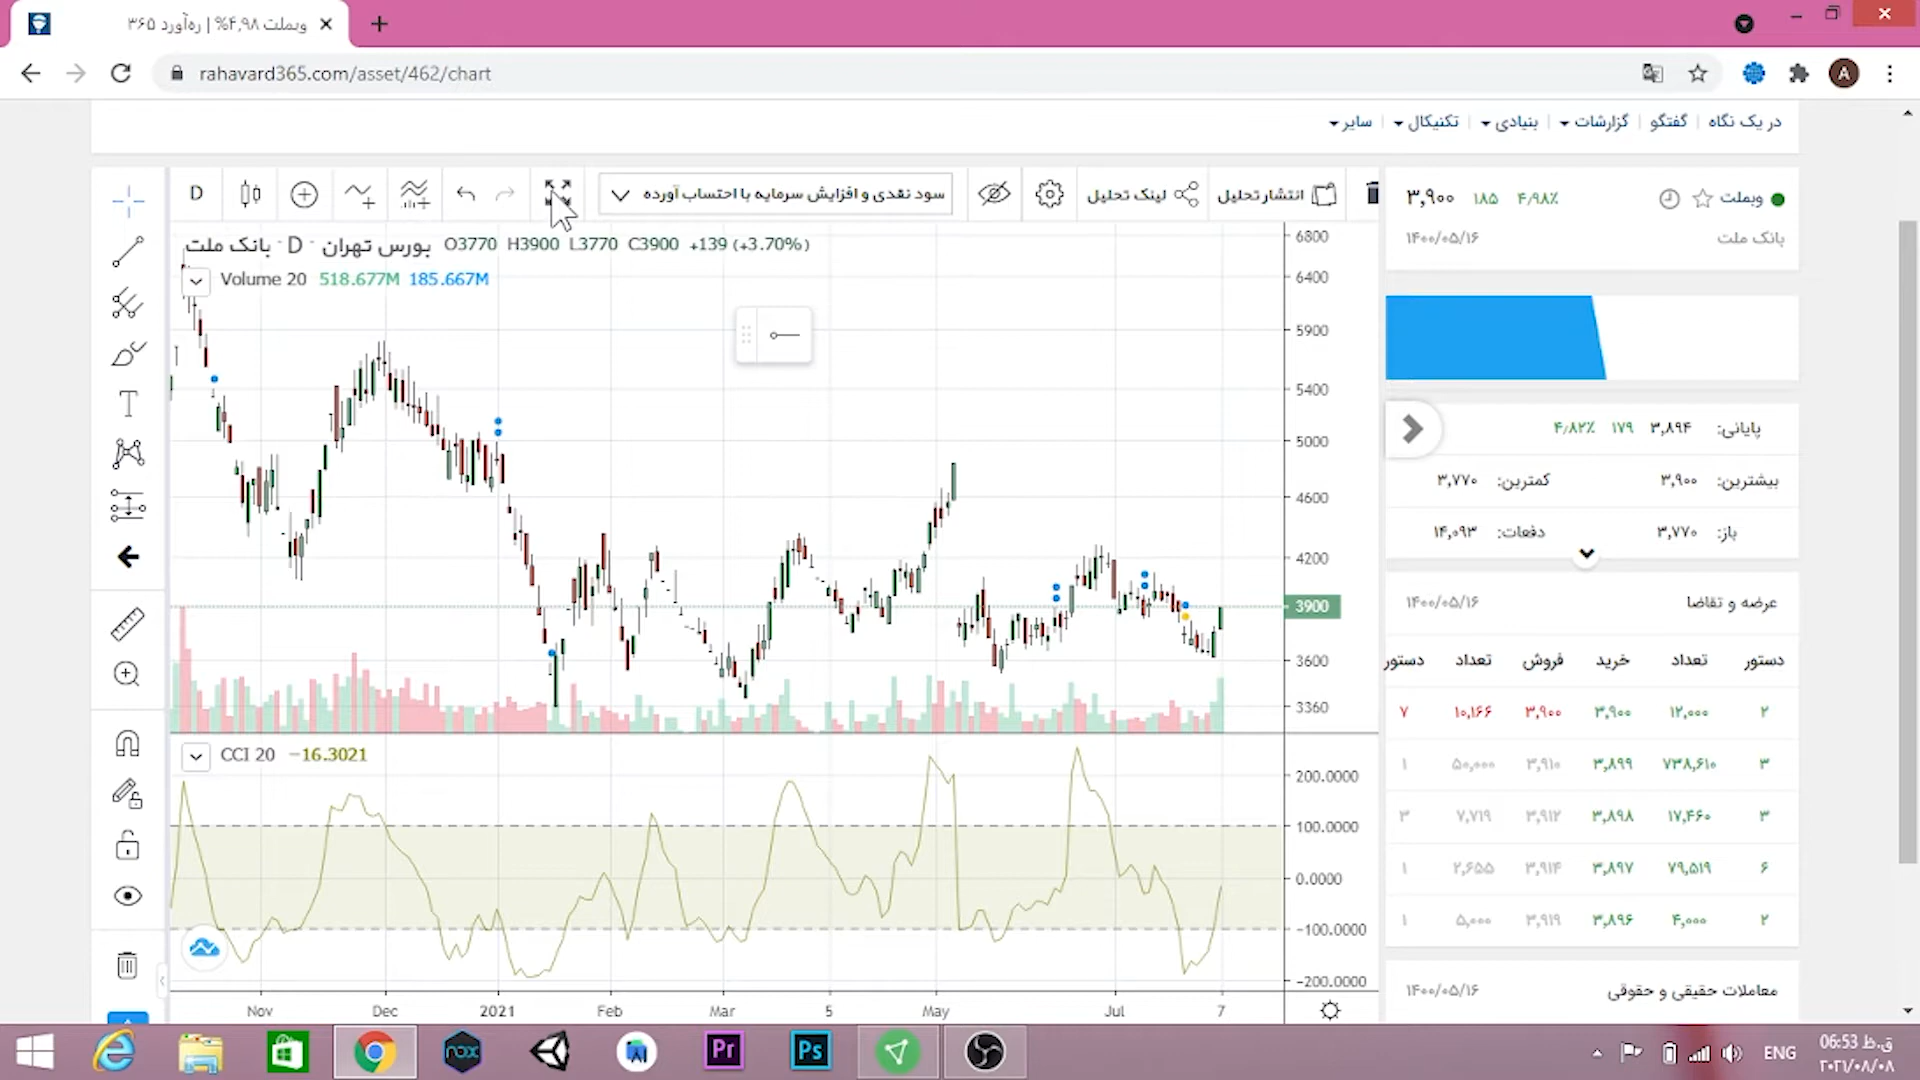 وبملت ۴٫۹۸% | ره‌آورد ۳۶۵
rahavard365.com/asset/462/chart
A
در یک نگاه | گفتگو | گزارشات | بنیادی | تکنیکال | سایر
D
سود نقدی و افزایش سرمایه با احتساب آورده
لینک تحلیل
انتشار تحلیل
بانک ملت - D - بورس تهران O3770 H3900 L3770 C3900 +139 (+3.70%)
Volume 20 518.677M 185.667M
6800
6400
5900
5400
5000
4600
4200
3900
3600
3360
CCI 20 −16.3021
200.0000
100.0000
0.0000
−100.0000
−200.0000
Nov Dec 2021 Feb Mar 5 May Jul 7
وبملت ۴٫۹۸٪ ۱۸۵ ۳,۹۰۰
بانک ملت ۱۴۰۰/۰۵/۱۶
پایانی: ۳,۸۹۴ ۱۷۹ ۴٫۸۲٪
بیشترین: ۳,۹۰۰ کمترین: ۳,۷۷۰
باز: ۳,۷۷۰ دفعات: ۱۴,۰۹۳
عرضه و تقاضا ۱۴۰۰/۰۵/۱۶
دستور تعداد خرید فروش تعداد دستور
۲ ۱۲,۰۰۰ ۳,۹۰۰ ۳,۹۰۰ ۱۰,۱۶۶ ۷
۳ ۷۳۸,۶۱۰ ۳,۸۹۹ ۳,۹۱۰ ۵۰,۰۰۰ ۱
۳ ۱۷,۴۶۰ ۳,۸۹۸ ۳,۹۱۲ ۷,۷۱۹ ۳
۶ ۷۹,۵۱۹ ۳,۸۹۷ ۳,۹۱۴ ۲,۶۵۵ ۱
۲ ۴,۰۰۰ ۳,۸۹۶ ۳,۹۱۹ ۵,۰۰۰ ۱
معاملات حقیقی و حقوقی ۱۴۰۰/۰۵/۱۶
nox
Pr
Ps
ENG
06:53 ق.ظ
۲۰۲۱/۰۸/۰۸